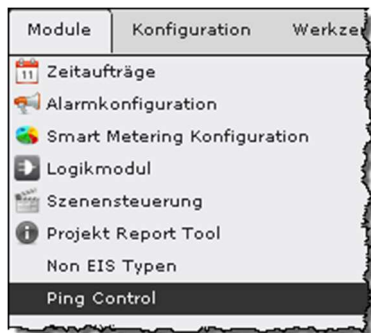 Module Konfiguration
11 Zeitaufträge
Alarmkonfiguration
Smart Metering Konfiguration
Logikmodul
Szenensteuerung
Projekt Report Tool
Non EIS Typen
Ping Control